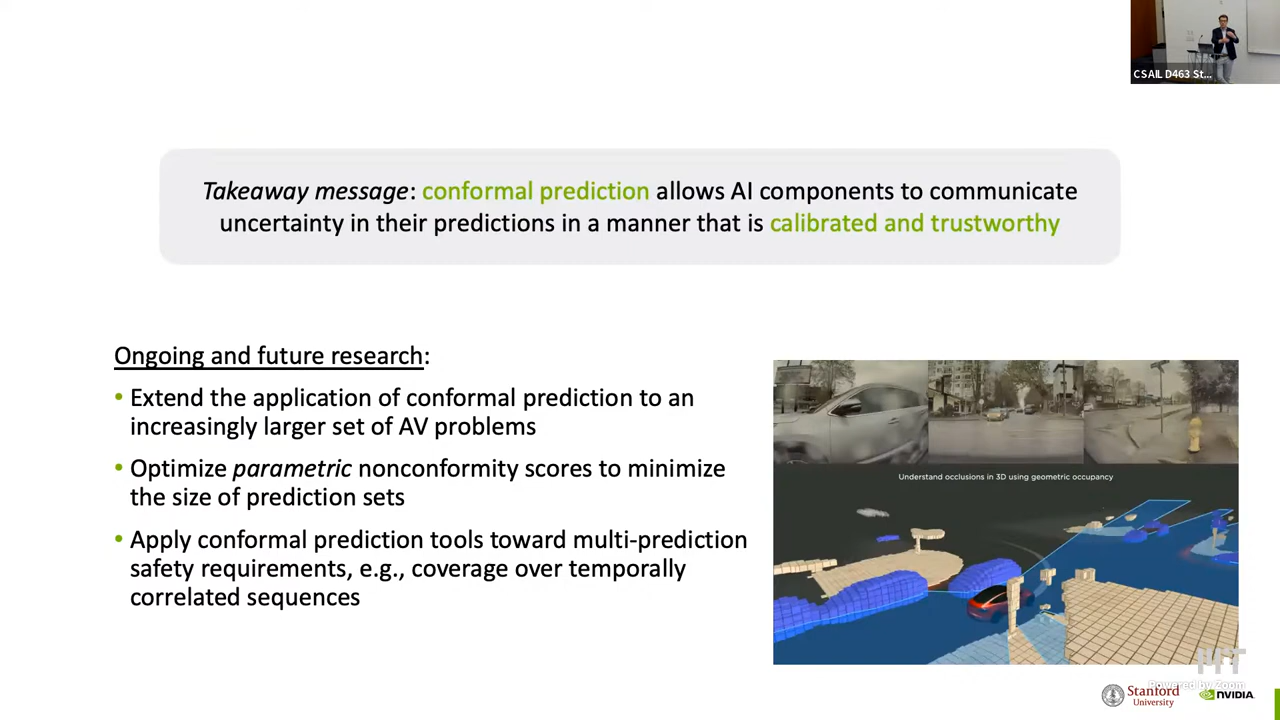 CSAIL D463 St...
Takeaway message: conformal prediction allows AI components to communicate
uncertainty in their predictions in a manner that is calibrated and trustworthy
Ongoing and future research:
• Extend the application of conformal prediction to an
increasingly larger set of AV problems
• Optimize parametric nonconformity scores to minimize
the size of prediction sets
• Apply conformal prediction tools toward multi-prediction
safety requirements, e.g., coverage over temporally
correlated sequences
Understand occlusions in 3D using geometric occupancy
MIT
Powered by Zoom
Stanford
University
NVIDIA